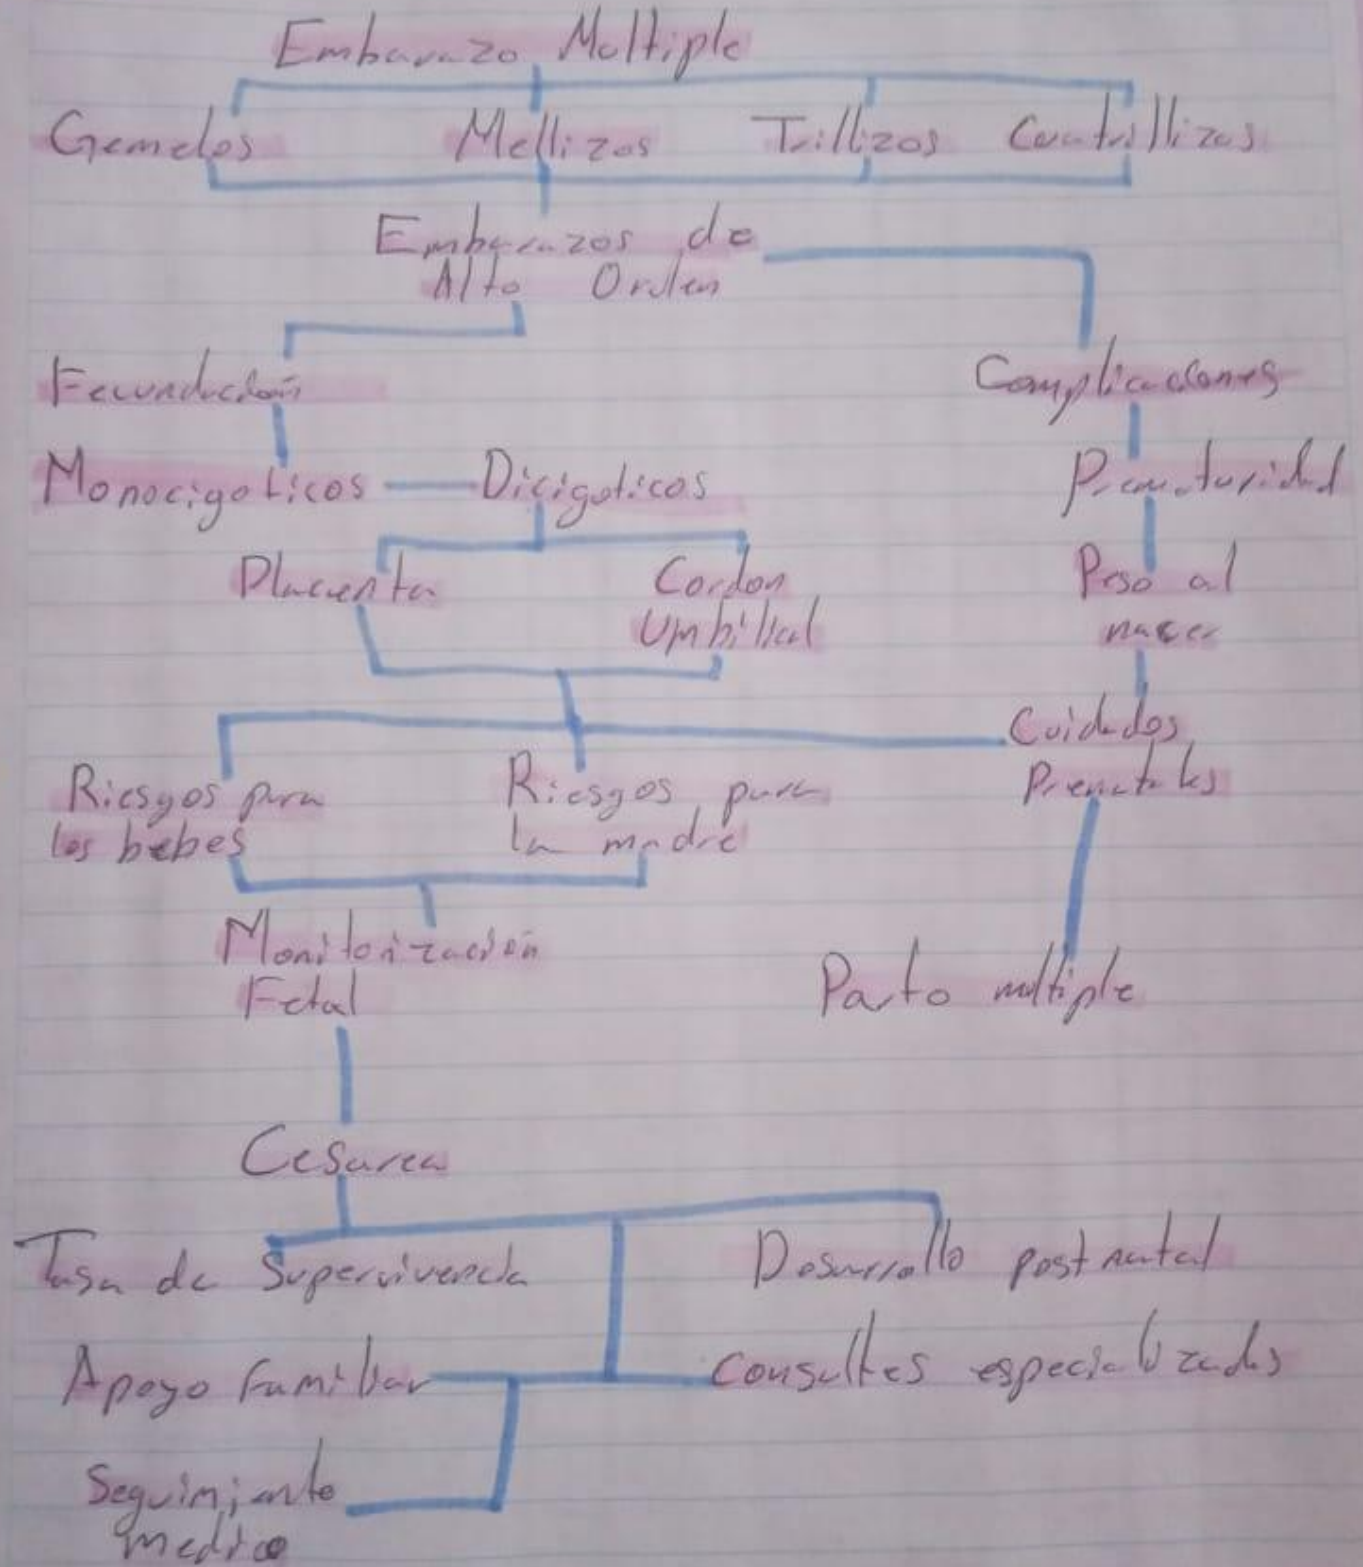 Embarazo Moltiple
Gemelos Mellizos Trillizos Cuatrillizos
Embarazos de
Alto Orden
Fecundación Complicaciones
Monocigoticos Dicigoticos Prematuridad
Placenta Cordon Peso al
Umbilical nacer
Cuidados
Riesgos para Riesgos para Prenatales
los bebes la madre
Monitorización
Fetal Parto multiple
Cesarea
Tasa de Supervivencia Desarrollo postnatal
Apoyo familiar Consultas especializadas
Seguimiento
medico